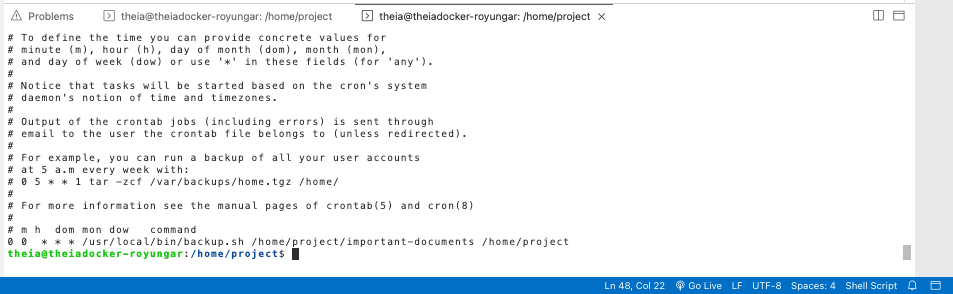 Problems theia@theiadocker-royungar: /home/project theia@theiadocker-royungar: /home/project ×
# To define the time you can provide concrete values for
# minute (m), hour (h), day of month (dom), month (mon),
# and day of week (dow) or use '*' in these fields (for 'any').
#
# Notice that tasks will be started based on the cron's system
# daemon's notion of time and timezones.
#
# Output of the crontab jobs (including errors) is sent through
# email to the user the crontab file belongs to (unless redirected).
#
# For example, you can run a backup of all your user accounts
# at 5 a.m every week with:
# 0 5 * * 1 tar -zcf /var/backups/home.tgz /home/
#
# For more information see the manual pages of crontab(5) and cron(8)
#
# m h  dom mon dow   command
0 0  * * * /usr/local/bin/backup.sh /home/project/important-documents /home/project
theia@theiadocker-royungar:/home/project$
Ln 48, Col 22 Go Live LF UTF-8 Spaces: 4 Shell Script